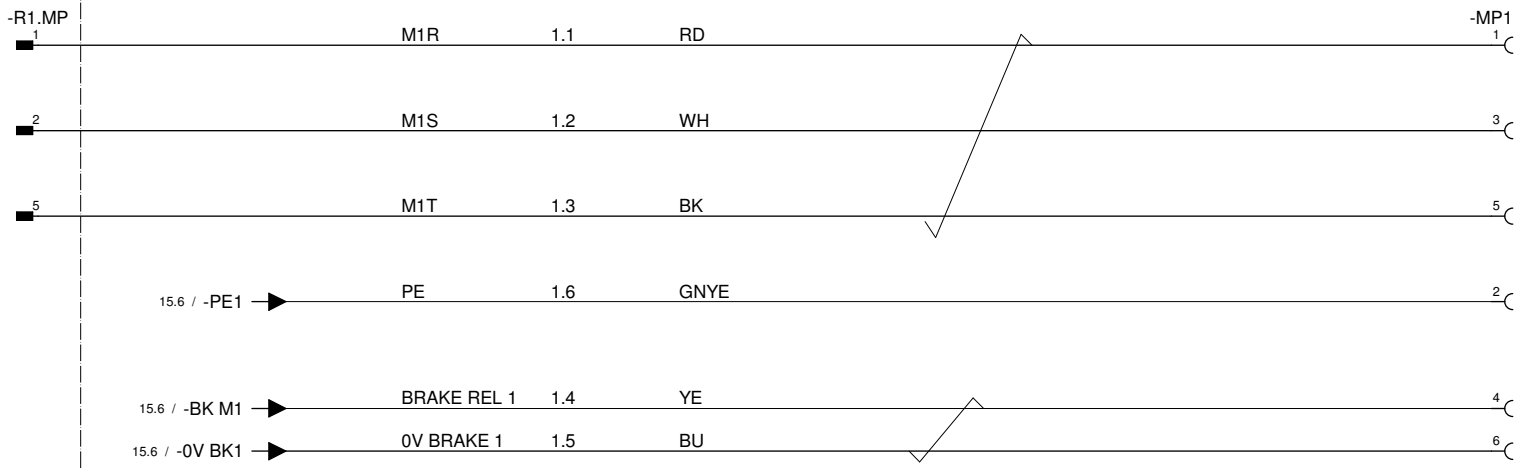 -R1.MP -MP1
1 M1R 1.1 RD 1
2 M1S 1.2 WH 3
5 M1T 1.3 BK 5
15.6 / -PE1 PE 1.6 GNYE 2
15.6 / -BK M1 BRAKE REL 1 1.4 YE 4
15.6 / -0V BK1 0V BRAKE 1 1.5 BU 6